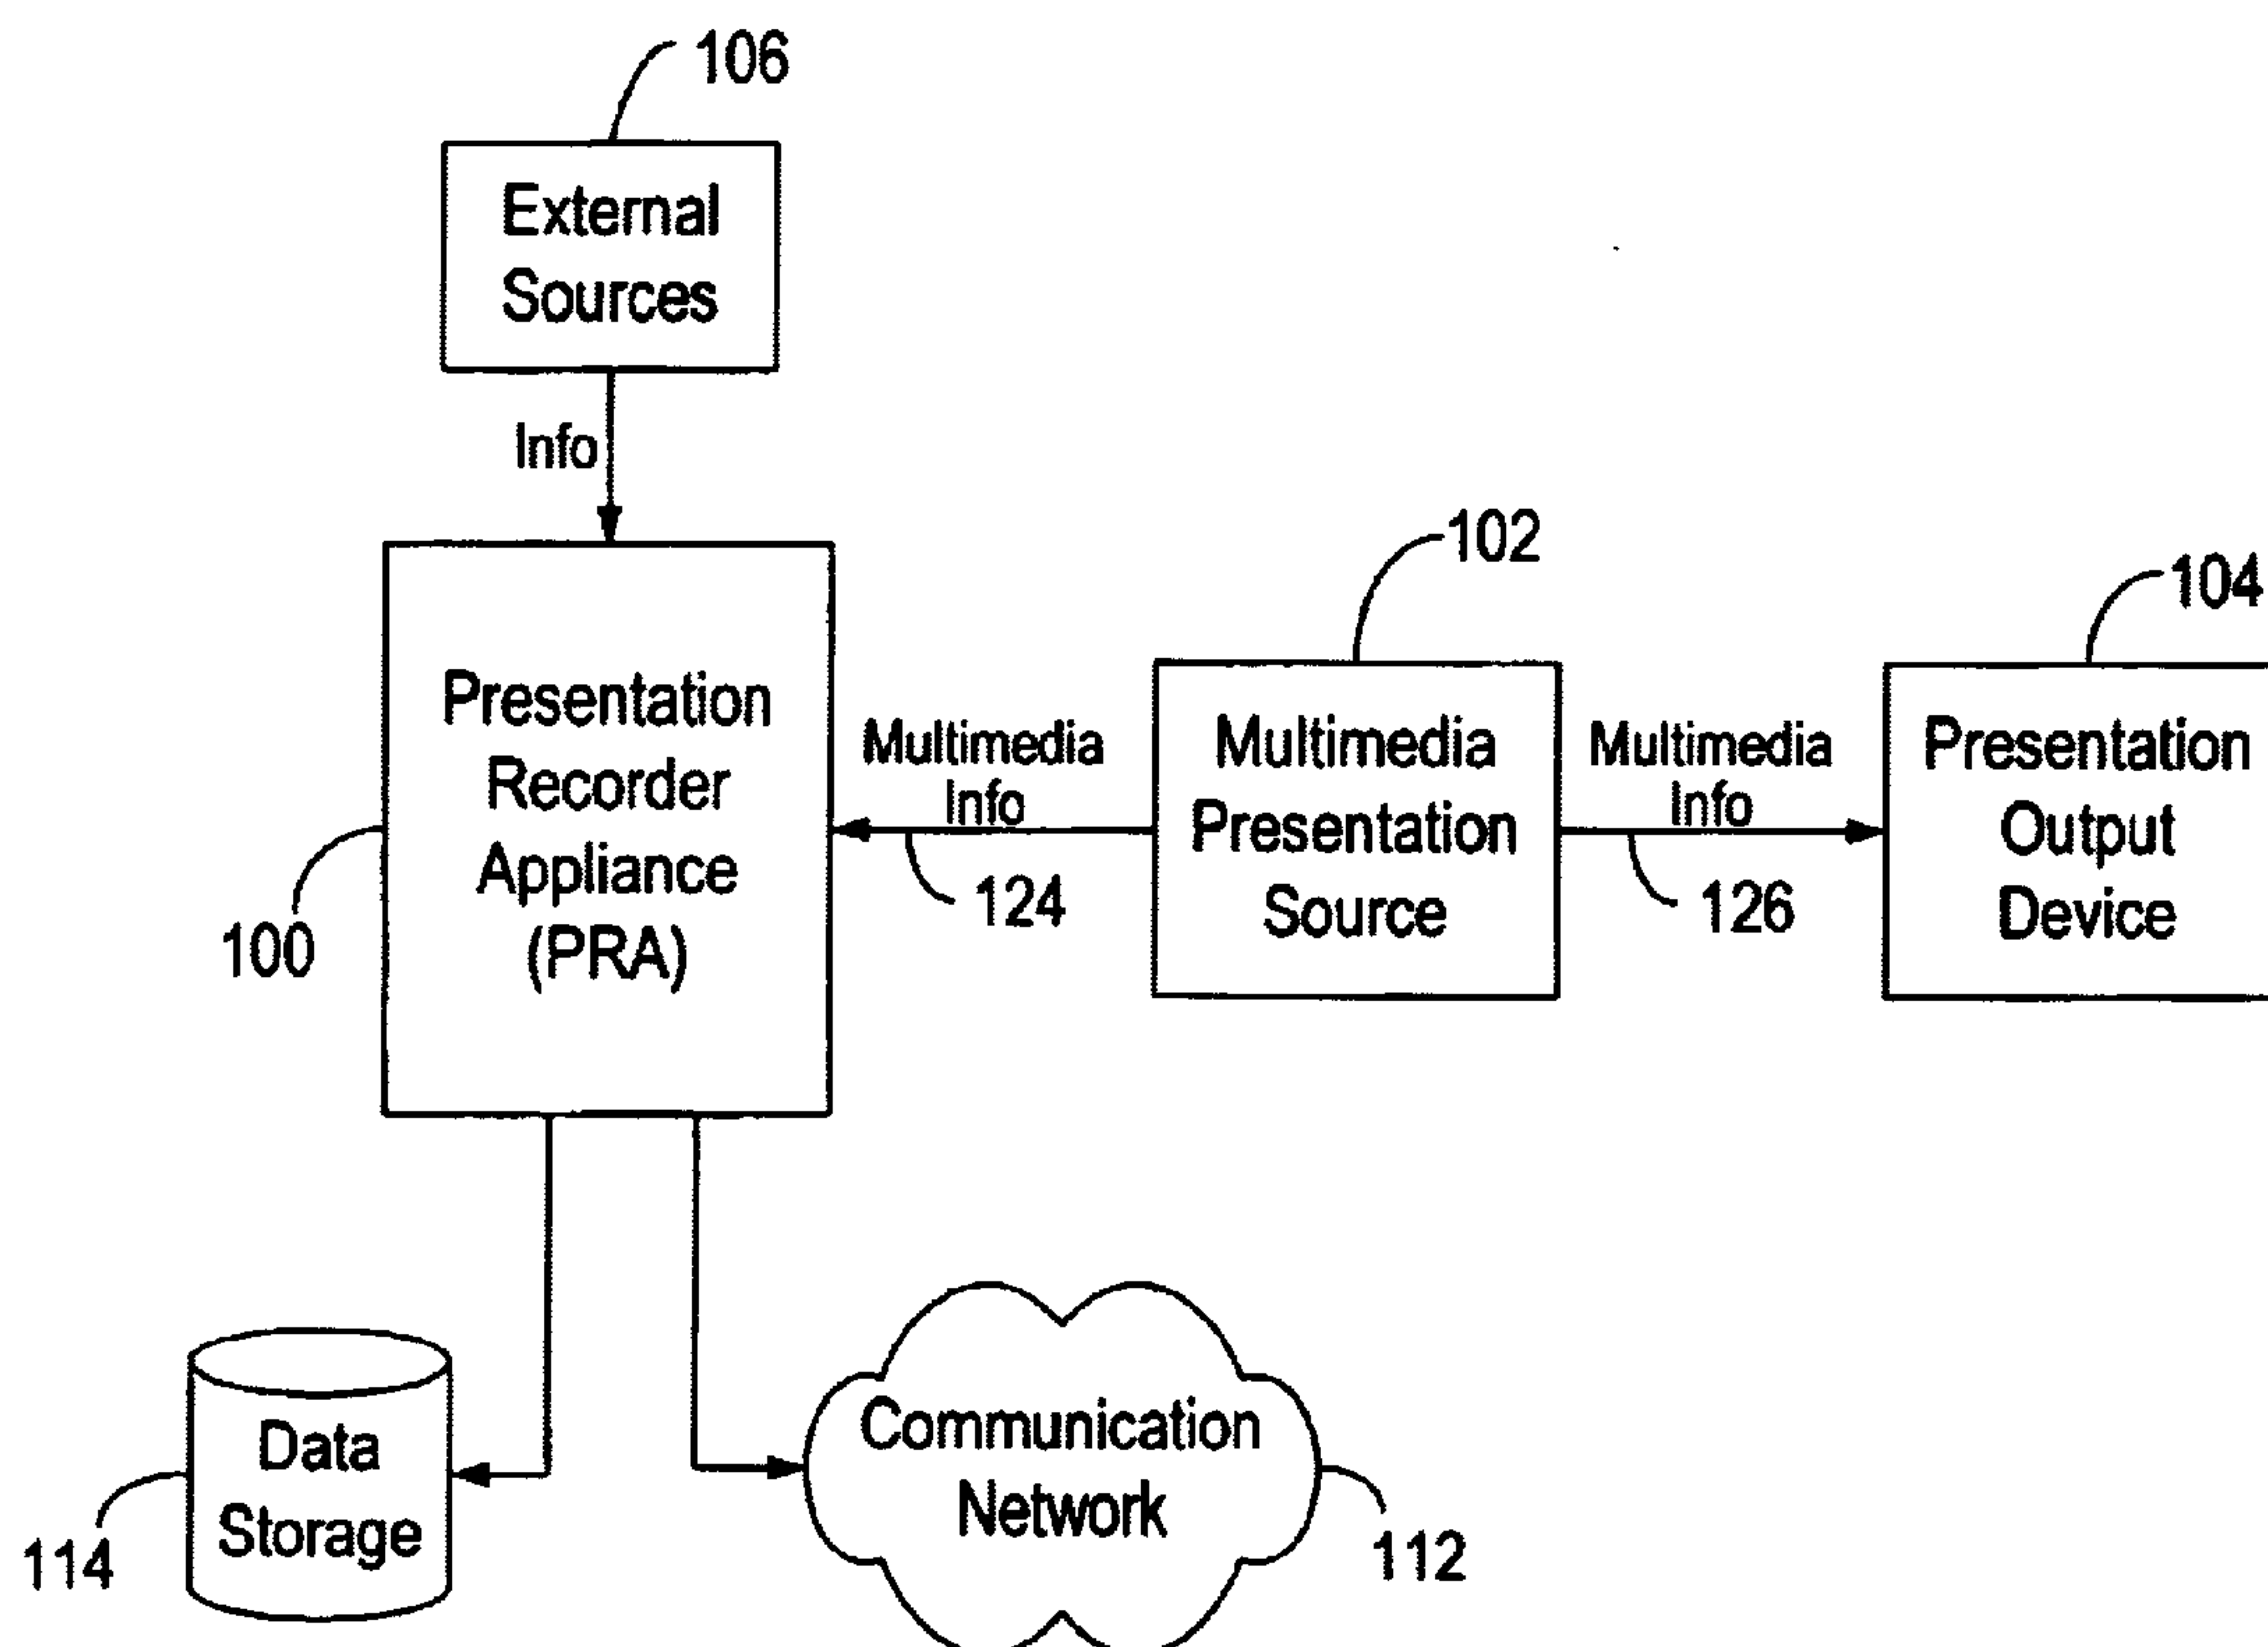 106
External
Sources
Info
102
104
Presentation
Recorder
Appliance
(PRA)
100
Multimedia
Info
124
Multimedia
Presentation
Source
Multimedia
Info
126
Presentation
Output
Device
Data
Storage
114
Communication
Network
112